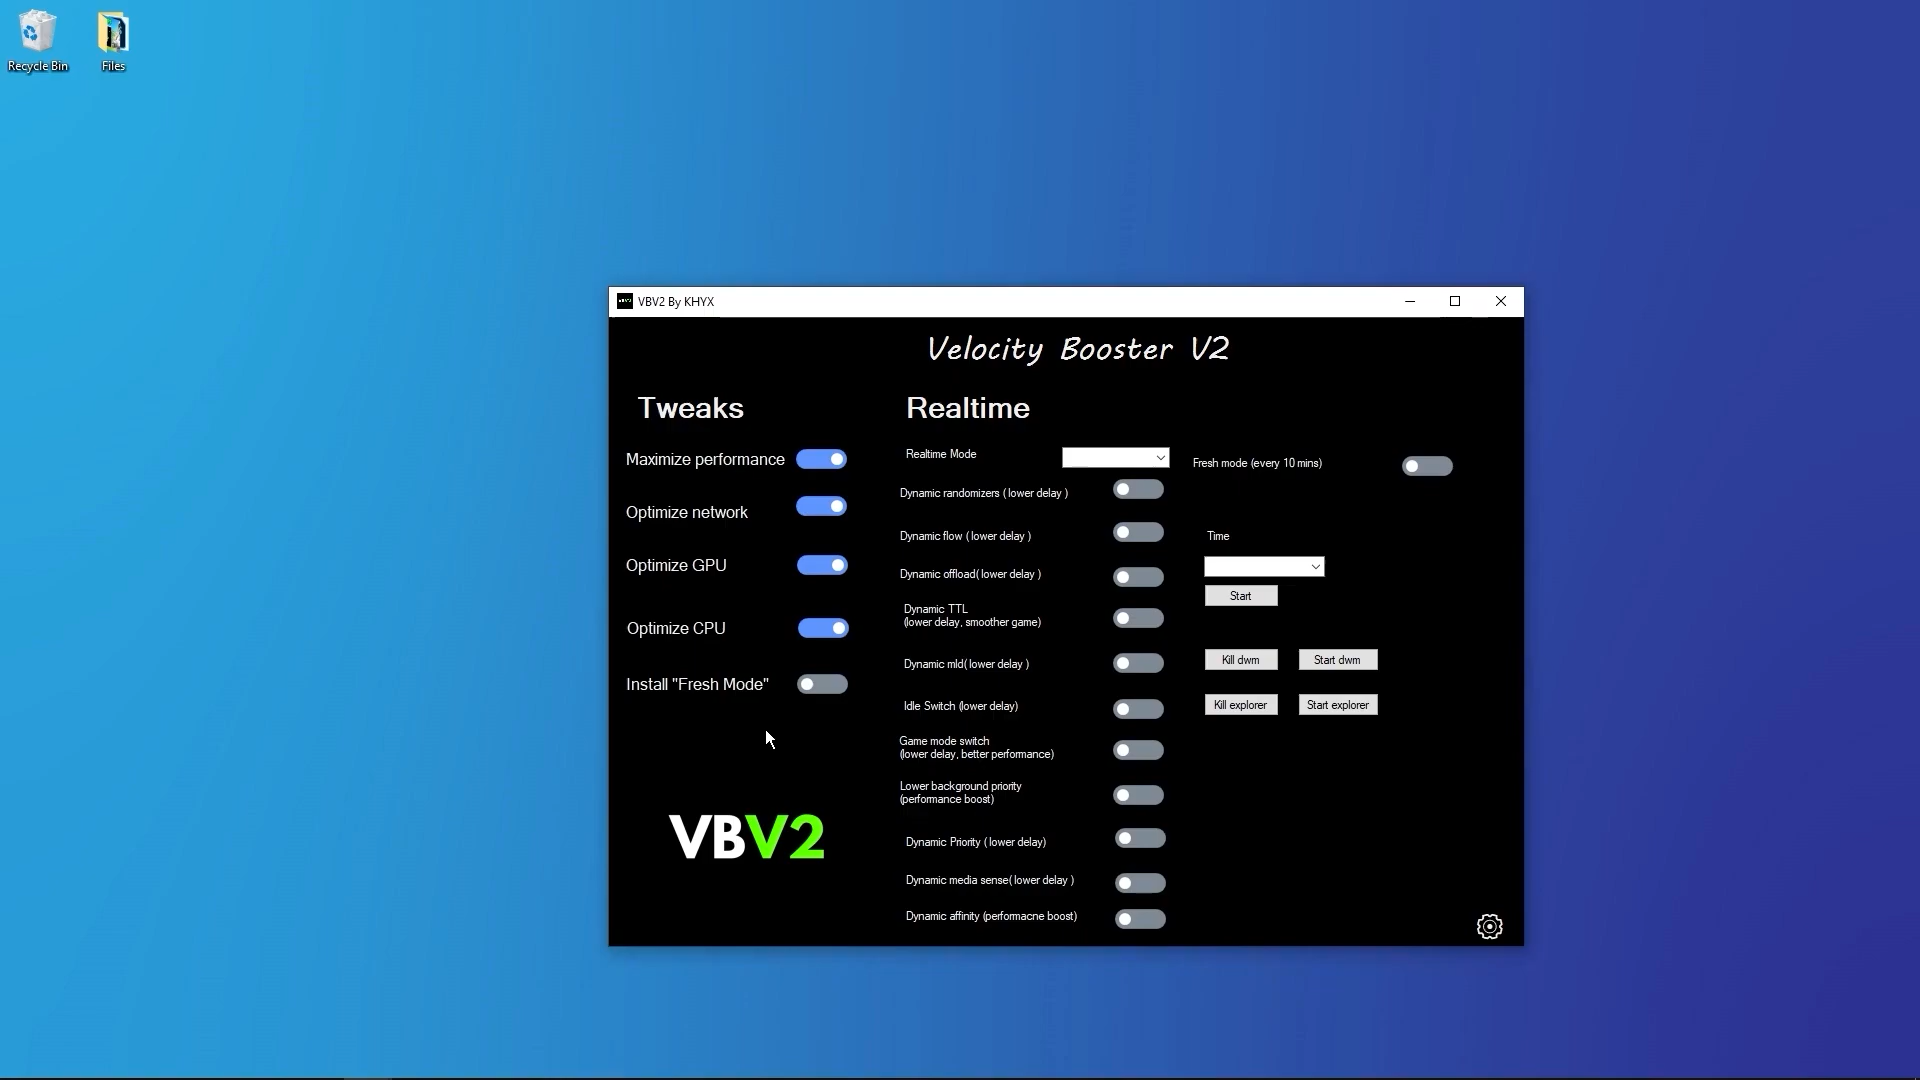 Recycle Bin
Files
VBV2 By KHYX
Velocity Booster V2
Tweaks
Maximize performance
Optimize network
Optimize GPU
Optimize CPU
Install "Fresh Mode"
VBV2
Realtime
Realtime Mode
Dynamic randomizers ( lower delay )
Dynamic flow ( lower delay )
Dynamic offload( lower delay )
Dynamic TTL
(lower delay, smoother game)
Dynamic mld( lower delay )
Idle Switch (lower delay)
Game mode switch
(lower delay, better performance)
Lower background priority
(performance boost)
Dynamic Priority ( lower delay)
Dynamic media sense( lower delay )
Dynamic affinity (performacne boost)
Fresh mode (every 10 mins)
Time
Start
Kill dwm
Start dwm
Kill explorer
Start explorer